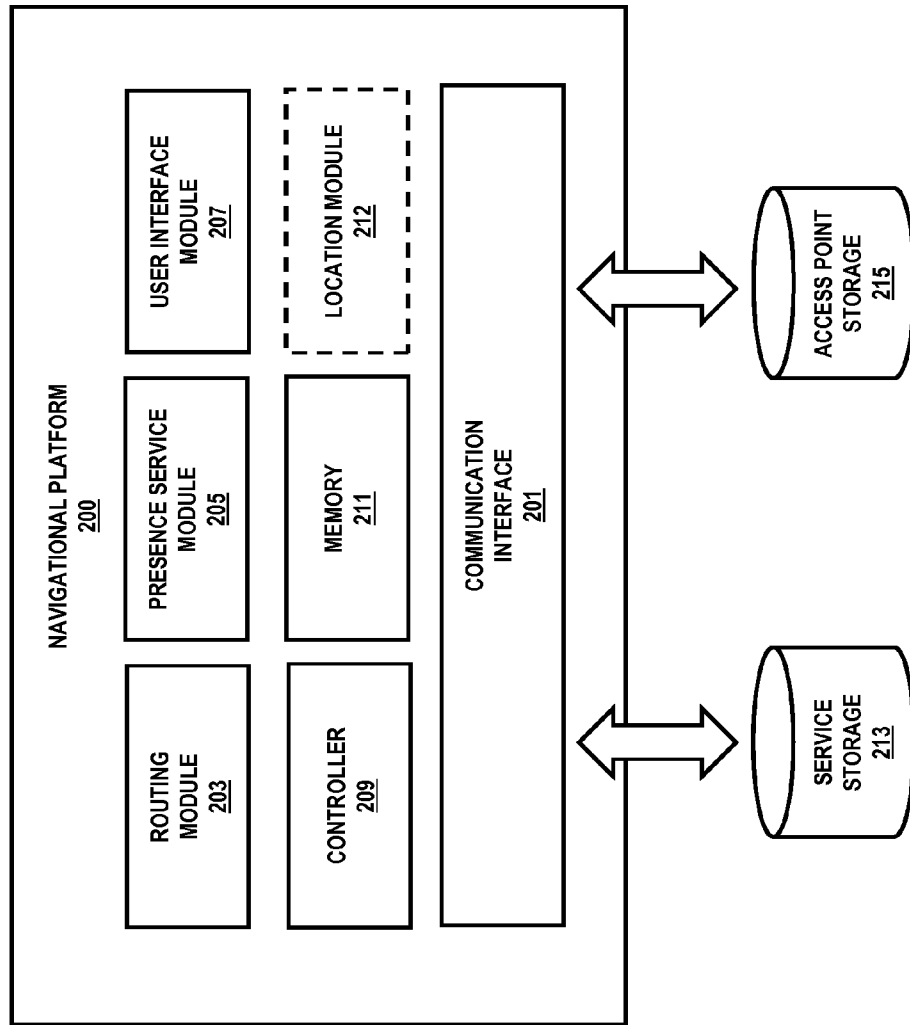 NAVIGATIONAL PLATFORM
200
ROUTING
MODULE
203
PRESENCE SERVICE
MODULE
205
USER INTERFACE
MODULE
207
CONTROLLER
209
MEMORY
211
LOCATION MODULE
212
COMMUNICATION
INTERFACE
201
SERVICE
STORAGE
213
ACCESS POINT
STORAGE
215